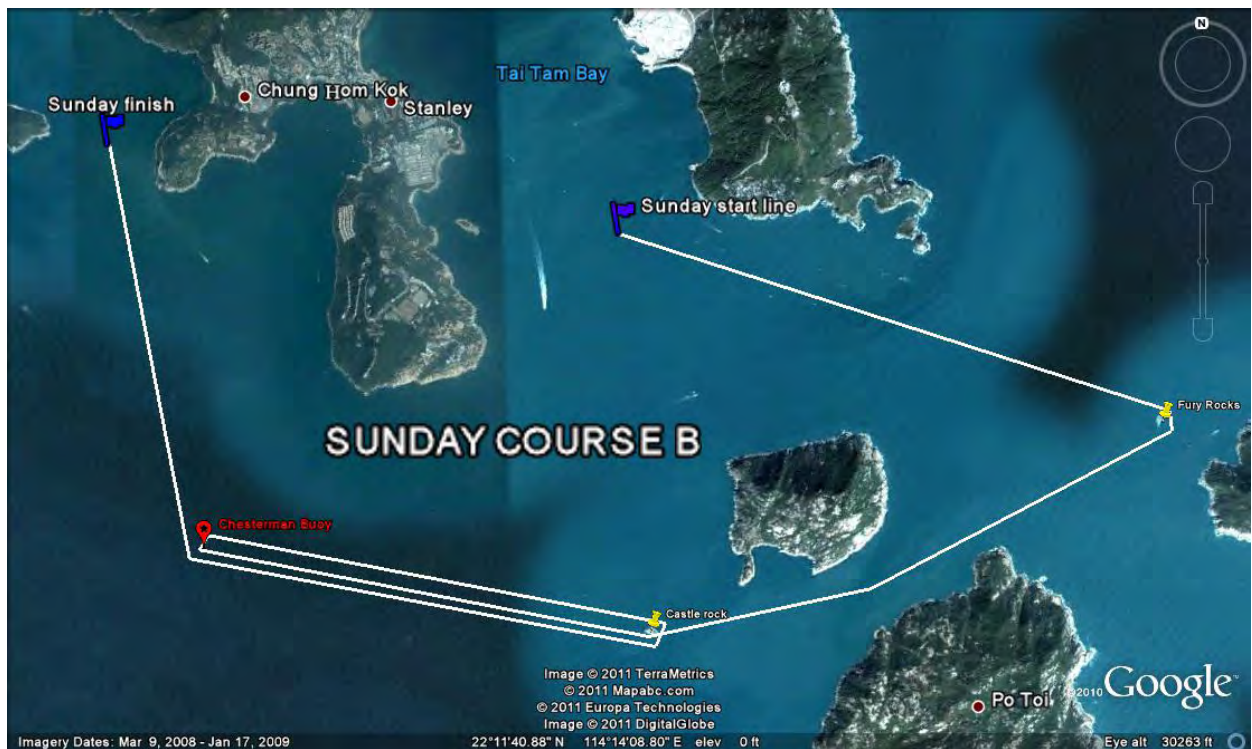 N
Tai Tam Bay
Chung Hom Kok
Sunday finish
Stanley
Sunday start line
Fury Rocks
SUNDAY COURSE B
Chesterman Buoy
Castle rock
Image © 2011 TerraMetrics
© 2011 Mapabc.com
© 2011 Europa Technologies
Image © 2011 DigitalGlobe
Po Toi
©2010 Google
Imagery Dates: Mar 9, 2008 - Jan 17, 2009
22°11'40.88" N 114°14'08.80" E elev 0 ft
Eye alt 30263 ft